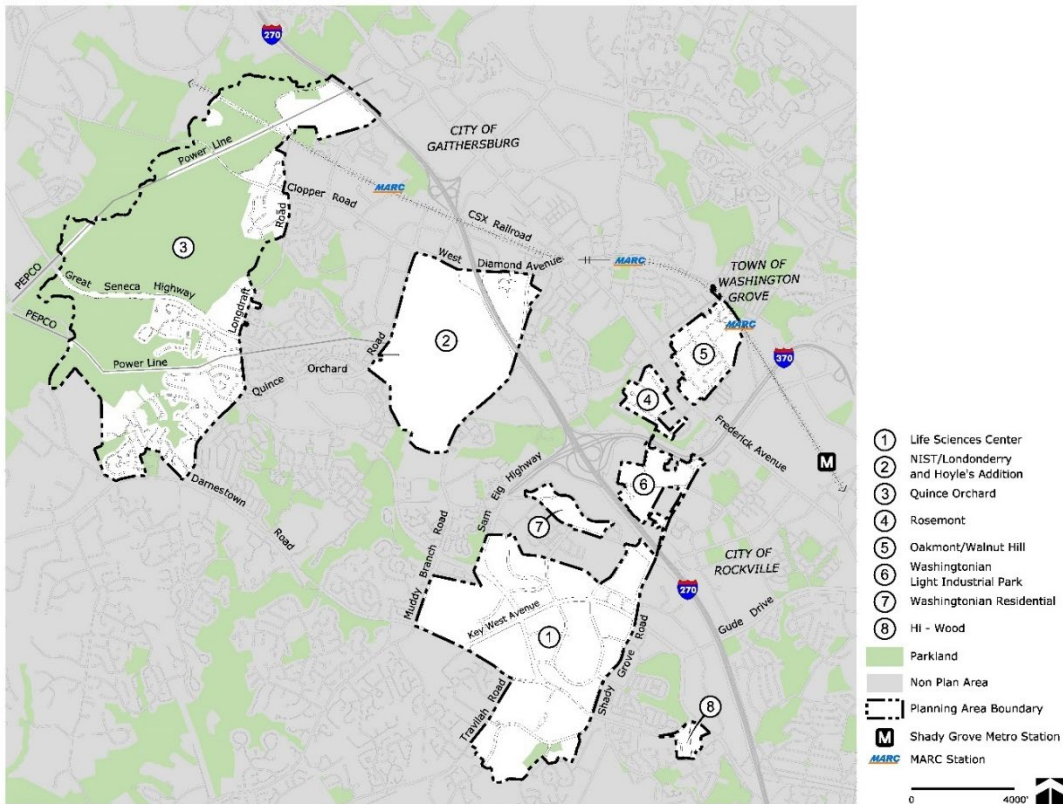 270
CITY OF
GAITHERSBURG
Power Line
Clopper Road
MARC
CSX Railroad
Road
3
PEPCO
West Diamond Avenue
MARC
TOWN OF
WASHINGTON
GROVE
Great Seneca Highway
Longdraft
PEPCO
MARC
2
Road
5
370
Power Line
Orchard
Quince
4
Frederick Avenue
M
Darnestown Road
Sam Eig Highway
6
Muddy Branch Road
7
CITY OF
ROCKVILLE
270
Gude Drive
Key West Avenue
1
Shady Grove Road
Travilah Road
8
1 Life Sciences Center
2 NIST/Londonderry
and Hoyle's Addition
3 Quince Orchard
4 Rosemont
5 Oakmont/Walnut Hill
6 Washingtonian
Light Industrial Park
7 Washingtonian Residential
8 Hi - Wood
Parkland
Non Plan Area
Planning Area Boundary
M Shady Grove Metro Station
MARC MARC Station
0 4000'